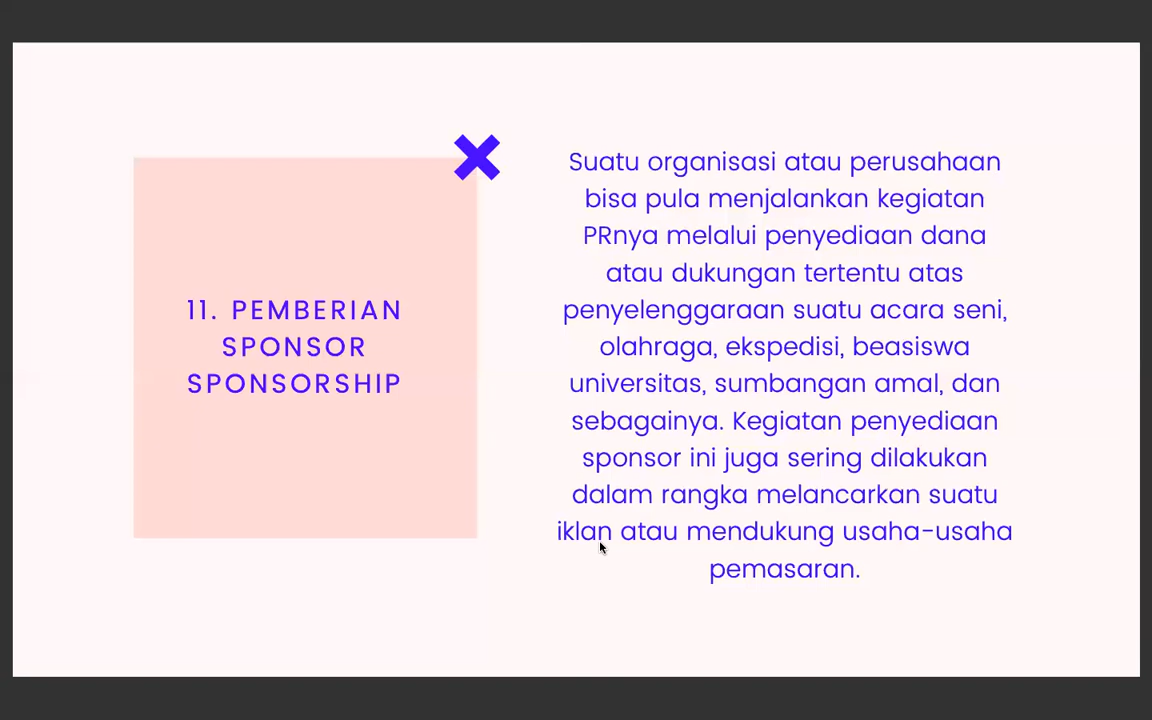 11. PEMBERIAN
SPONSOR
SPONSORSHIP
Suatu organisasi atau perusahaan
bisa pula menjalankan kegiatan
PRnya melalui penyediaan dana
atau dukungan tertentu atas
penyelenggaraan suatu acara seni,
olahraga, ekspedisi, beasiswa
universitas, sumbangan amal, dan
sebagainya. Kegiatan penyediaan
sponsor ini juga sering dilakukan
dalam rangka melancarkan suatu
iklan atau mendukung usaha-usaha
pemasaran.